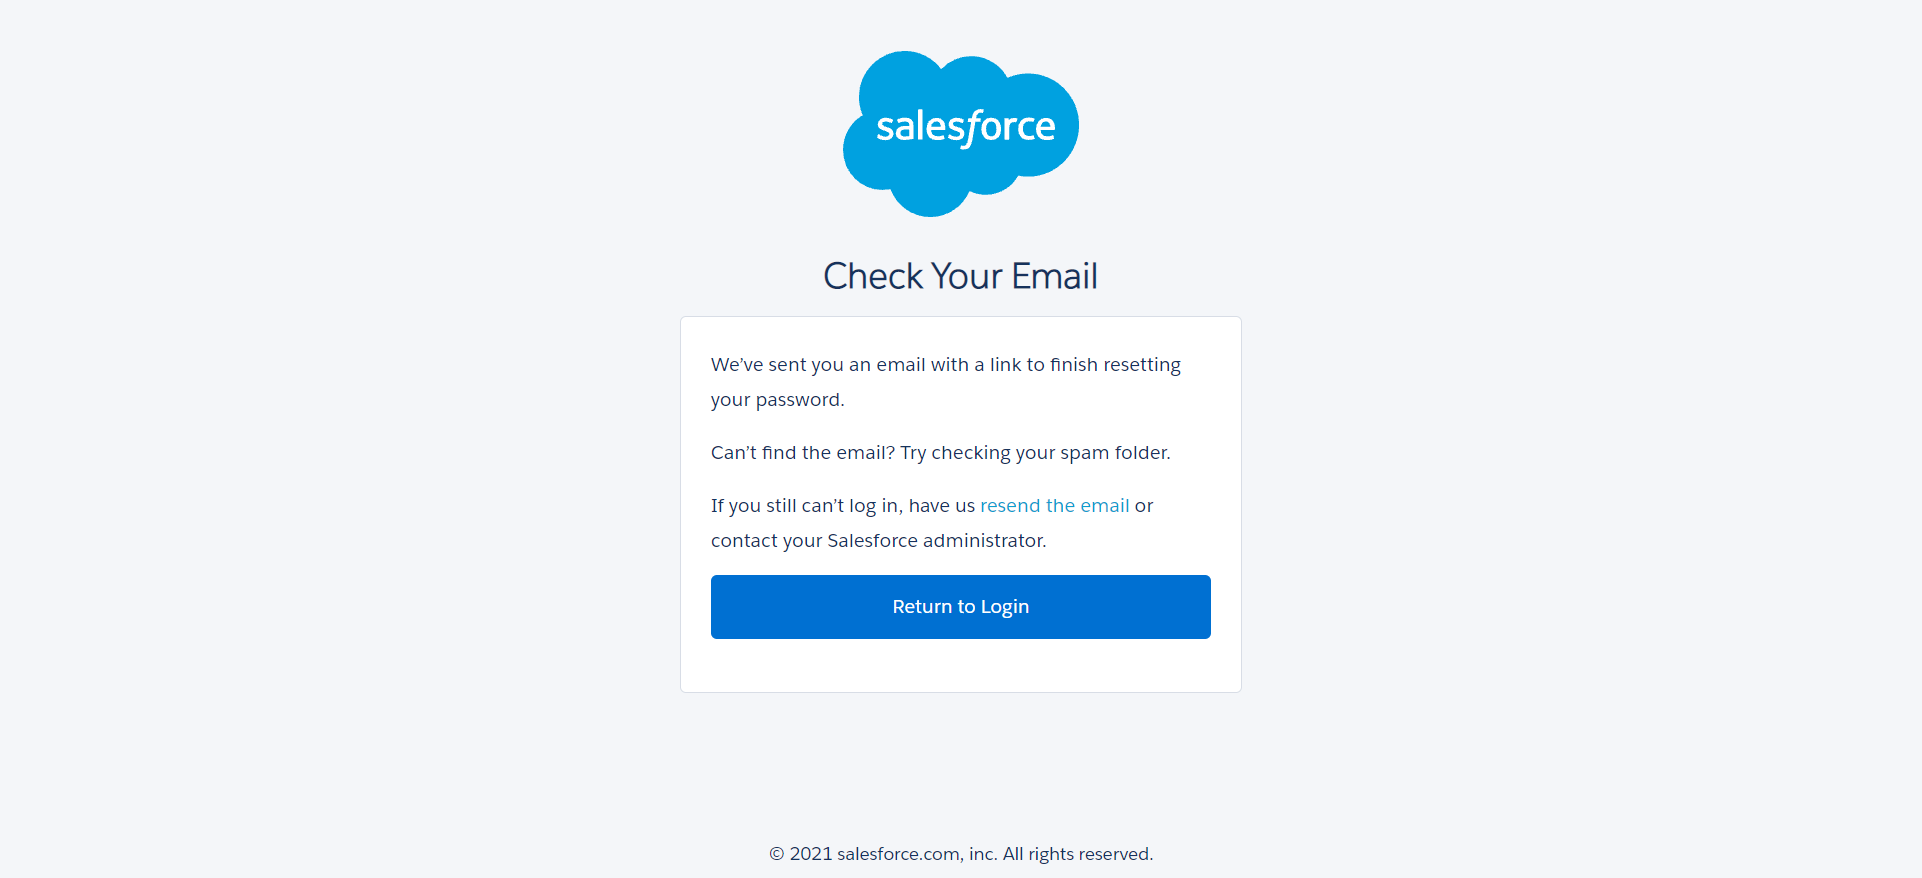 salesforce
Check Your Email
We’ve sent you an email with a link to finish resetting
your password.
Can’t find the email? Try checking your spam folder.
If you still can’t log in, have us resend the email or
contact your Salesforce administrator.
Return to Login
© 2021 salesforce.com, inc. All rights reserved.